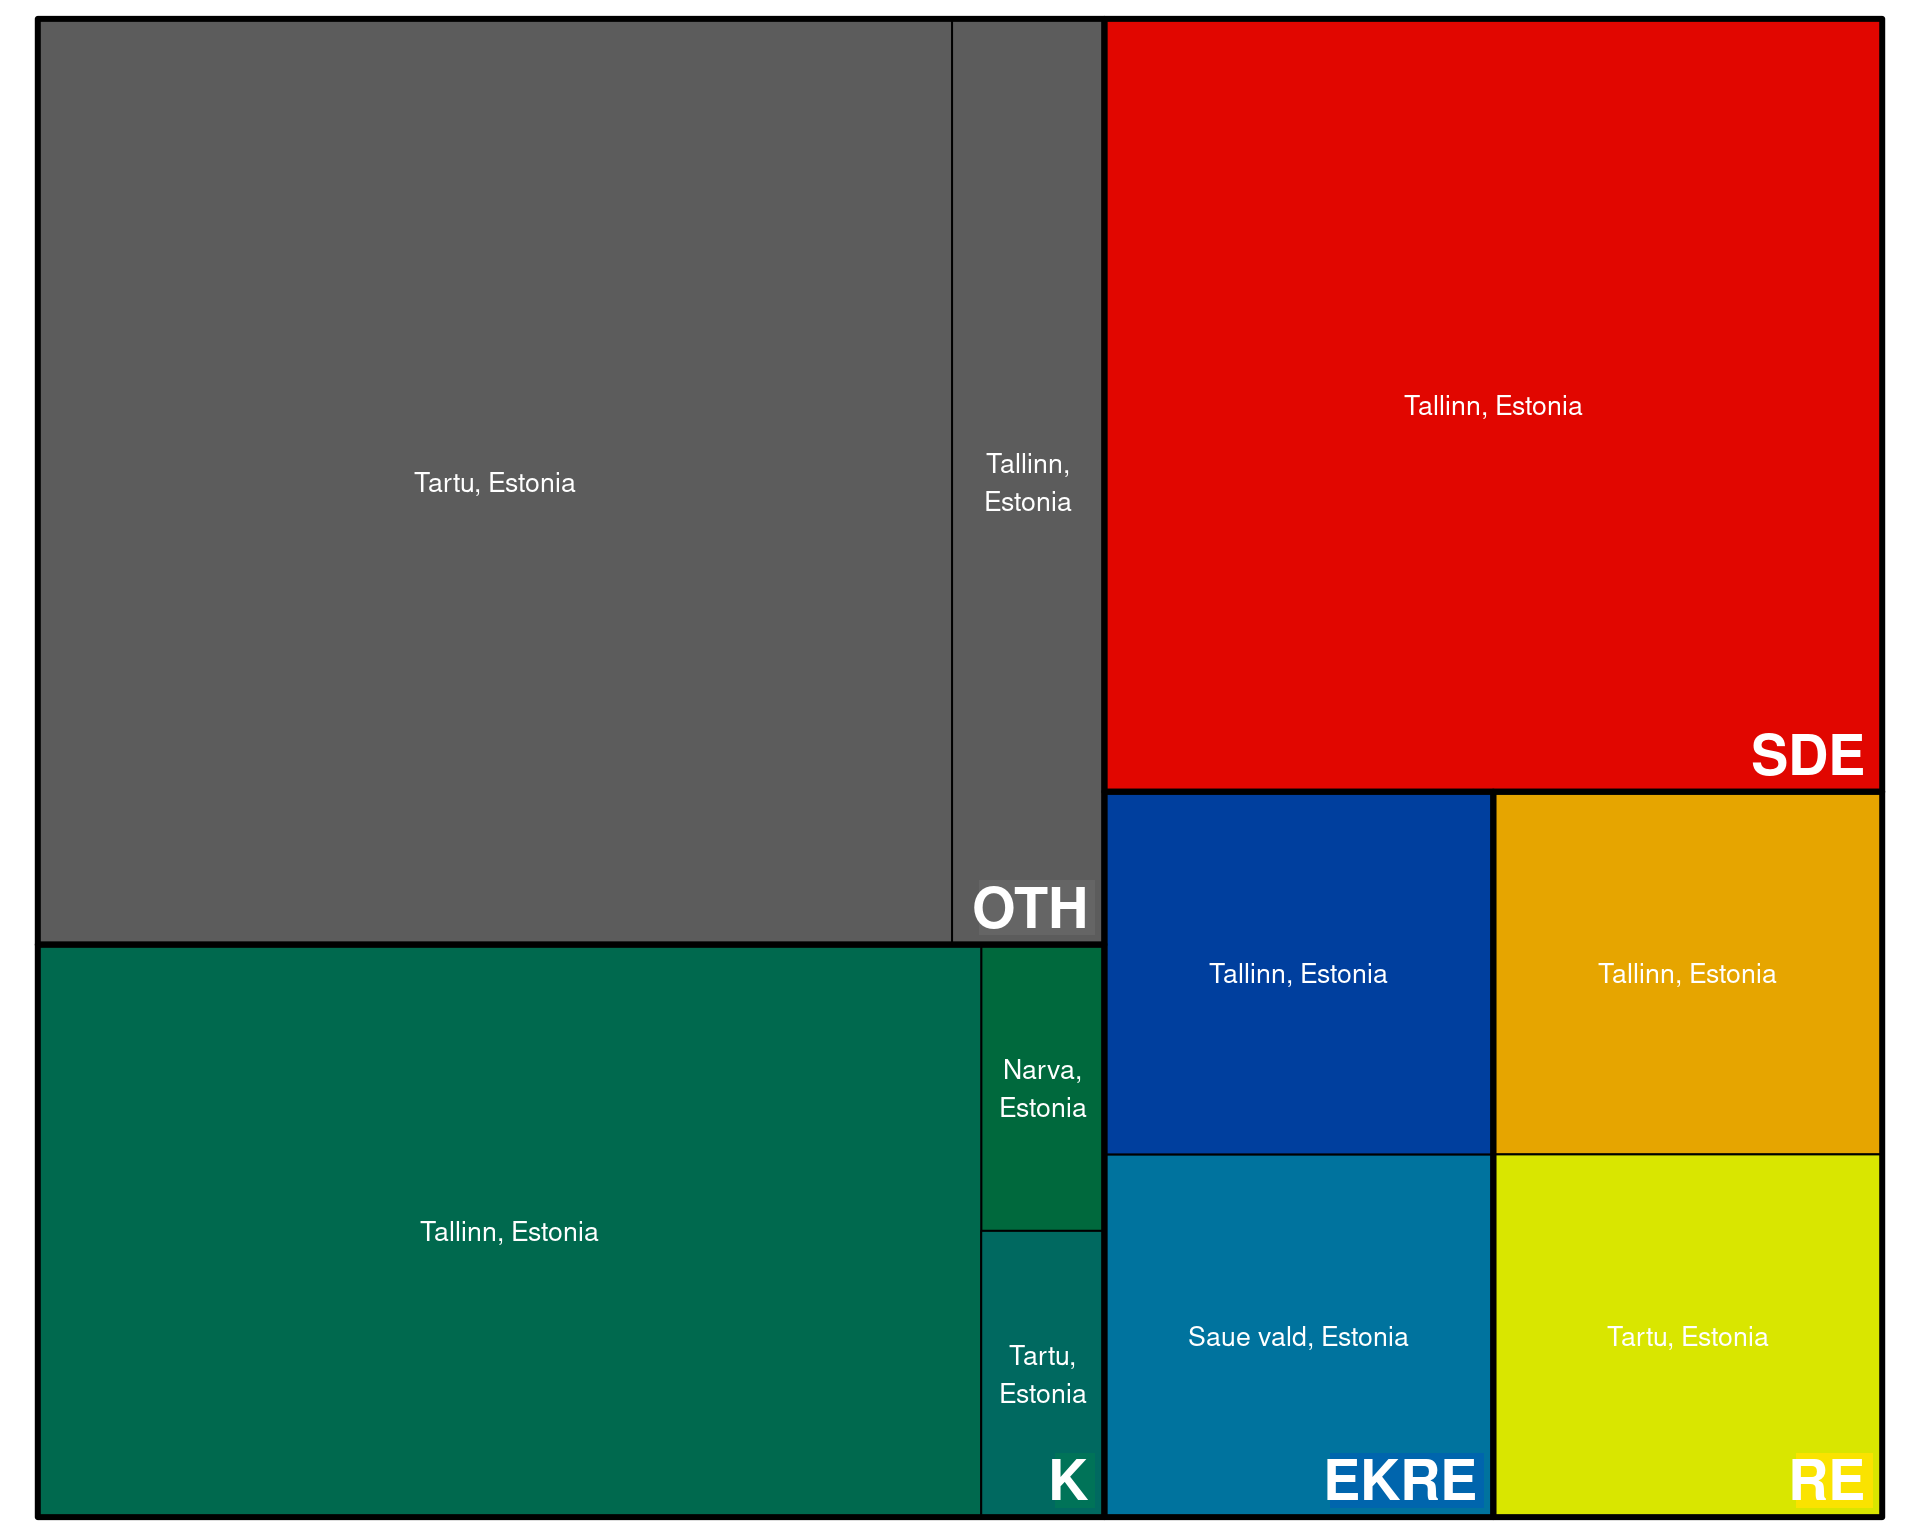 Tartu, Estonia
Tallinn,
Estonia
OTH
Tallinn, Estonia
SDE
Tallinn, Estonia
Narva,
Estonia
Tartu,
Estonia
K
Tallinn, Estonia
Saue vald, Estonia
EKRE
Tallinn, Estonia
Tartu, Estonia
RE